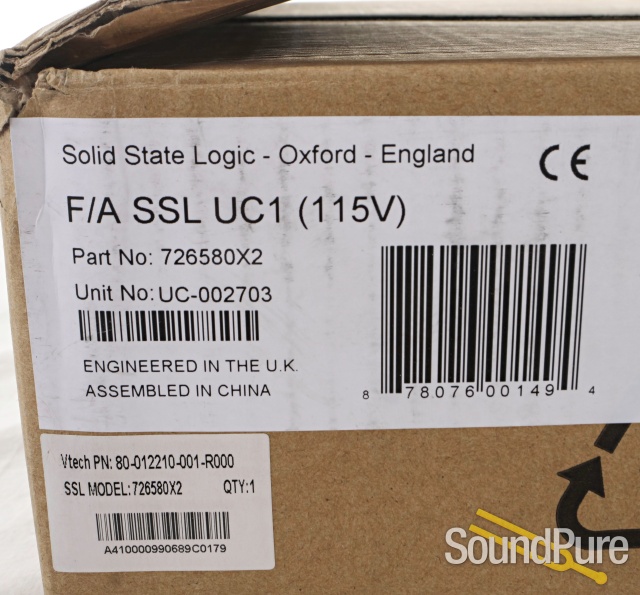 Solid State Logic - Oxford - England
CE
F/A SSL UC1 (115V)
Part No: 726580X2
Unit No: UC-002703
ENGINEERED IN THE U.K.
ASSEMBLED IN CHINA
8 78076 00149 4
Vtech PN: 80-012210-001-R000
SSL MODEL:726580X2 QTY:1
A410000990689C0179
SoundPure